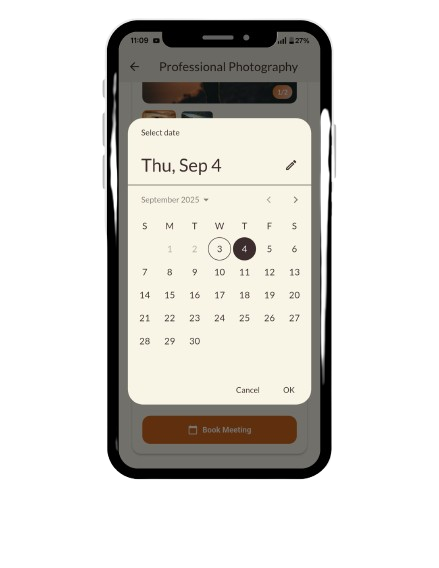 11:09 27%
Professional Photography
1/2
Select date
Thu, Sep 4
September 2025
S M T W T F S
1 2 3 4 5 6
7 8 9 10 11 12 13
14 15 16 17 18 19 20
21 22 23 24 25 26 27
28 29 30
Cancel OK
Book Meeting